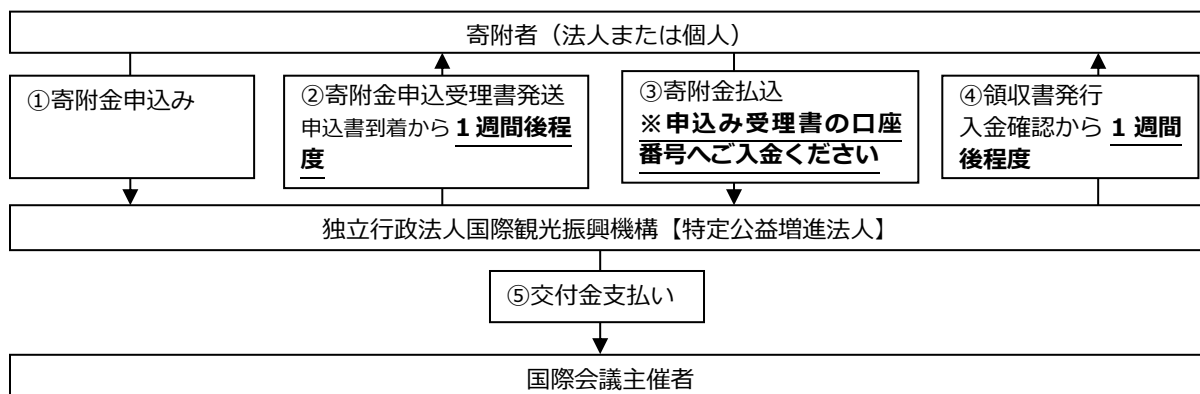 寄附者（法人または個人）
①寄附金申込み
②寄附金申込受理書発送
申込書到着から１週間後程
度
③寄附金払込
※申込み受理書の口座
番号へご入金ください
④領収書発行
入金確認から１週間
後程度
独立行政法人国際観光振興機構【特定公益増進法人】
⑤交付金支払い
国際会議主催者